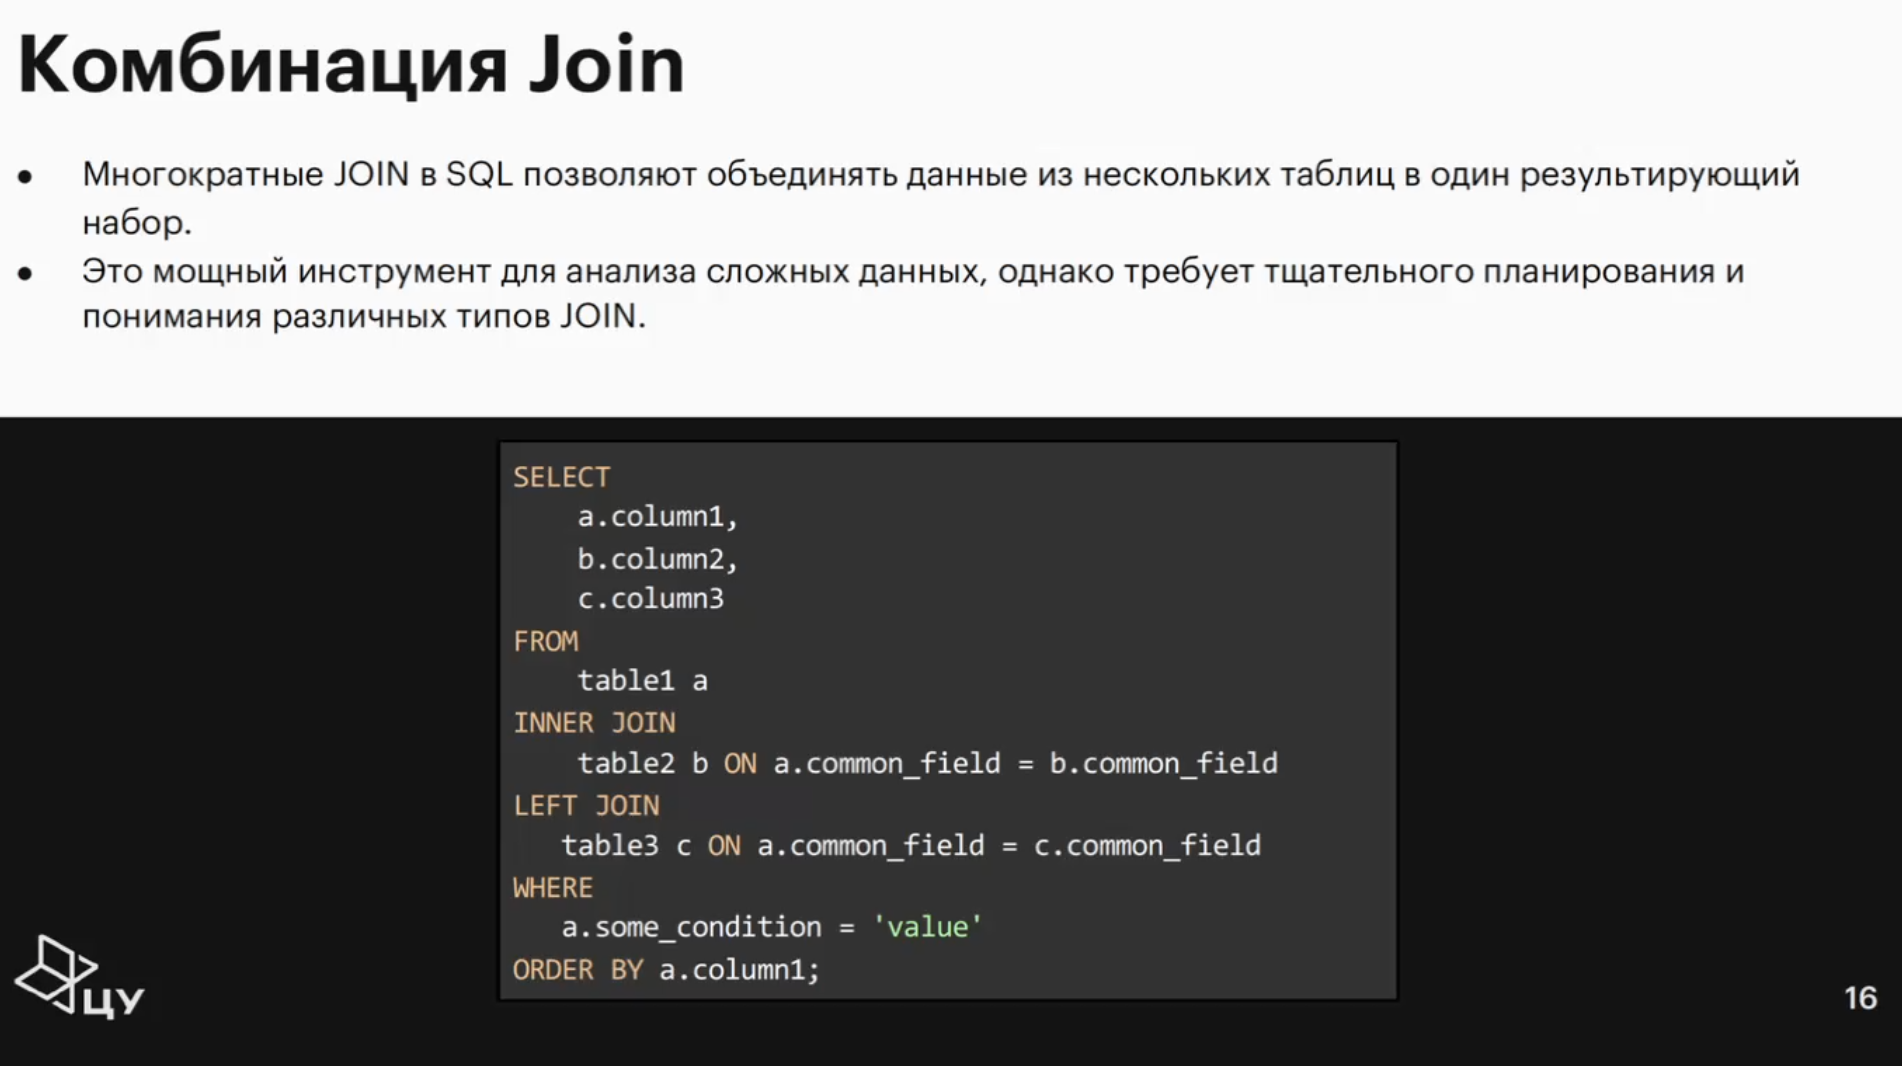 Комбинация Join
• Многократные JOIN в SQL позволяют объединять данные из нескольких таблиц в один результирующий
набор.
• Это мощный инструмент для анализа сложных данных, однако требует тщательного планирования и
понимания различных типов JOIN.
SELECT
    a.column1,
    b.column2,
    c.column3
FROM
    table1 a
INNER JOIN
    table2 b ON a.common_field = b.common_field
LEFT JOIN
   table3 c ON a.common_field = c.common_field
WHERE
   a.some_condition = 'value'
ORDER BY a.column1;
ЦУ
16